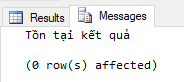 Results Messages
Tồn tại kết quả
(0 row(s) affected)